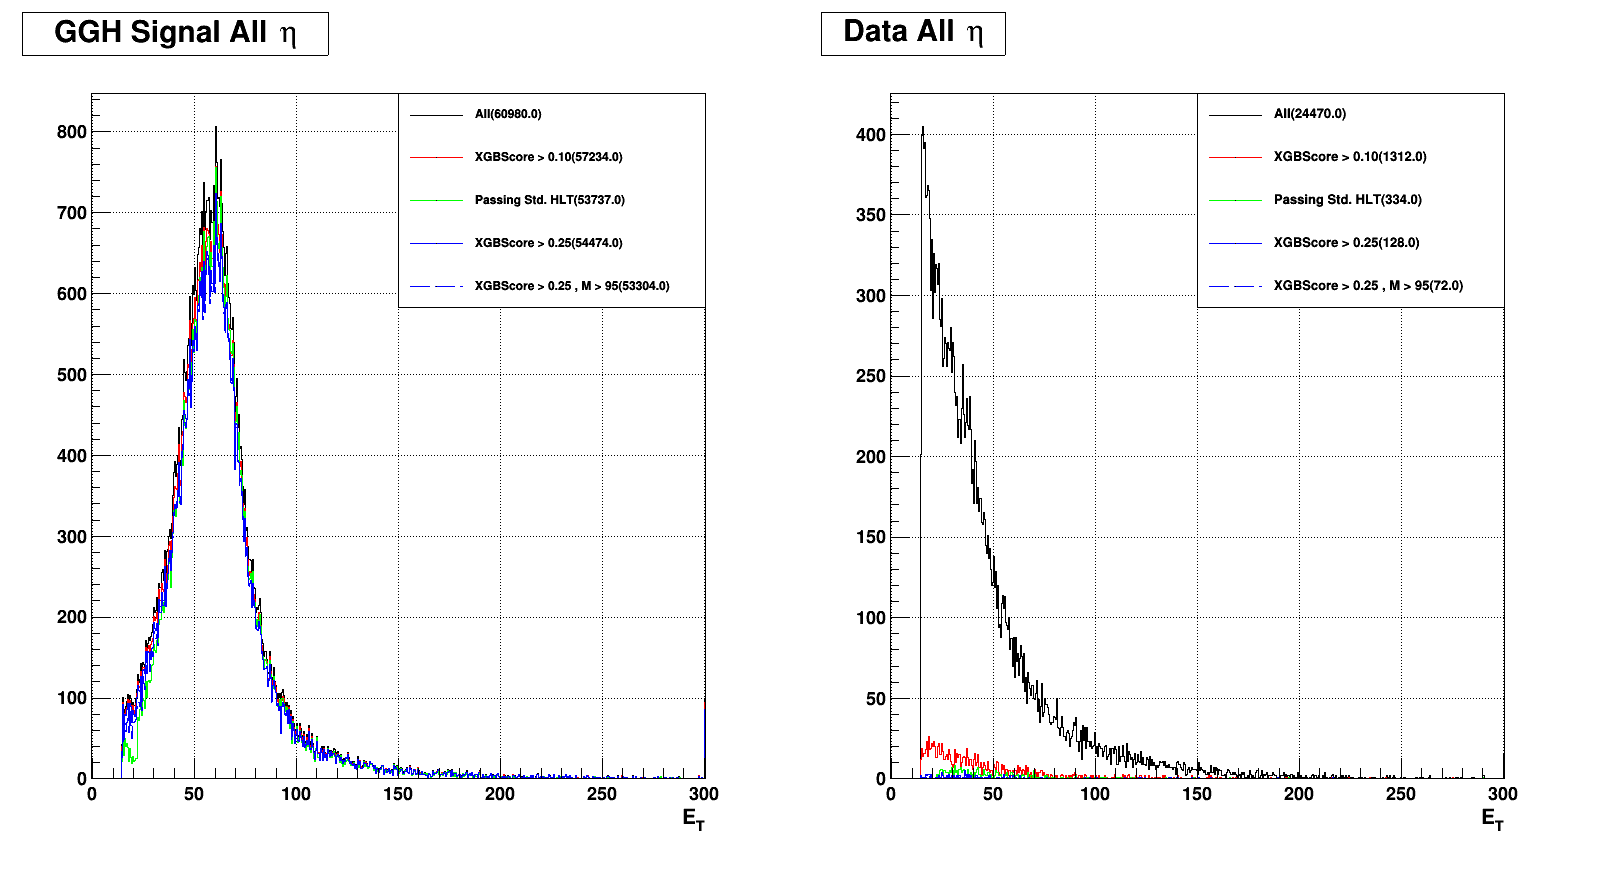 GGH Signal All η
800
700
600
500
400
300
200
100
0
0 50 100 150 200 250 300
E_T
All(60980.0)
XGBScore > 0.10(57234.0)
Passing Std. HLT(53737.0)
XGBScore > 0.25(54474.0)
XGBScore > 0.25 , M > 95(53304.0)
Data All η
400
350
300
250
200
150
100
50
0
0 50 100 150 200 250 300
E_T
All(24470.0)
XGBScore > 0.10(1312.0)
Passing Std. HLT(334.0)
XGBScore > 0.25(128.0)
XGBScore > 0.25 , M > 95(72.0)